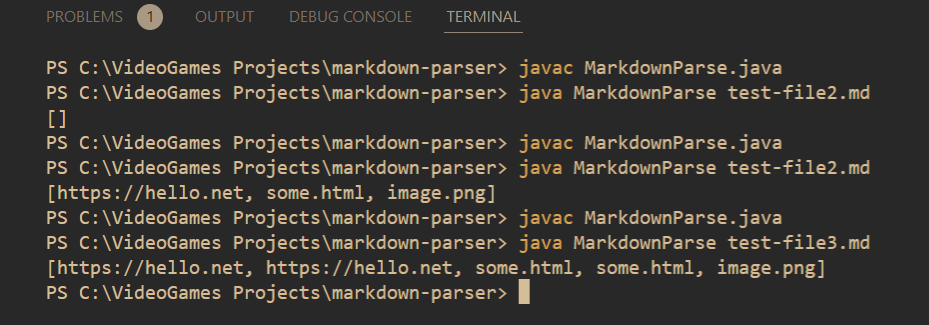 PROBLEMS 1 OUTPUT DEBUG CONSOLE TERMINAL
PS C:\VideoGames Projects\markdown-parser> javac MarkdownParse.java
PS C:\VideoGames Projects\markdown-parser> java MarkdownParse test-file2.md
[]
PS C:\VideoGames Projects\markdown-parser> javac MarkdownParse.java
PS C:\VideoGames Projects\markdown-parser> java MarkdownParse test-file2.md
[https://hello.net, some.html, image.png]
PS C:\VideoGames Projects\markdown-parser> javac MarkdownParse.java
PS C:\VideoGames Projects\markdown-parser> java MarkdownParse test-file3.md
[https://hello.net, https://hello.net, some.html, some.html, image.png]
PS C:\VideoGames Projects\markdown-parser>